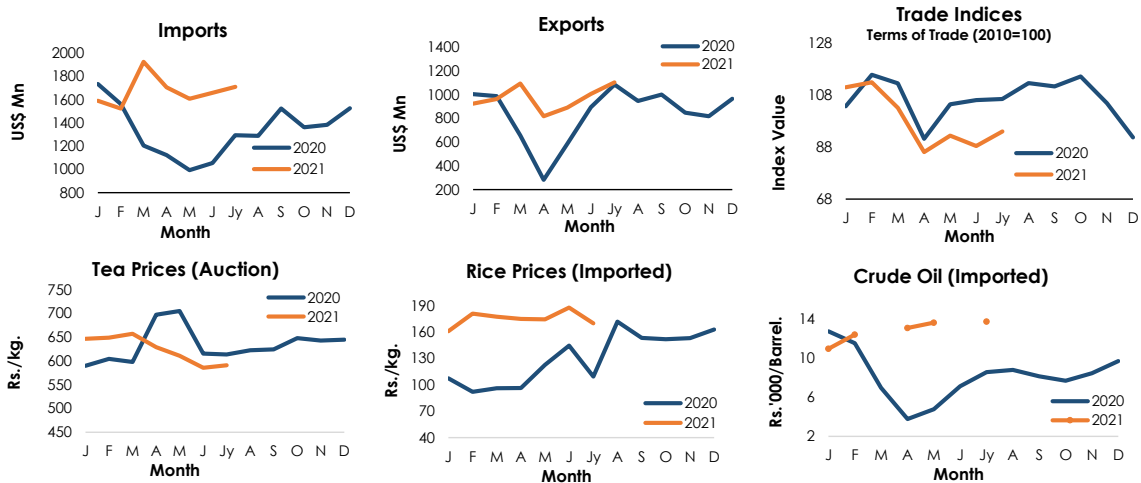 Imports
US$ Mn
2000
1800
1600
1400
1200
1000
800
2020
2021
J F M A M J Jy A S O N D
Month
Exports
US$ Mn
1400
1200
1000
800
600
400
200
2020
2021
J F M A M J Jy A S O N D
Month
Trade Indices
Terms of Trade (2010=100)
Index Value
128
108
88
68
2020
2021
J F M A M J Jy A S O N D
Month
Tea Prices (Auction)
Rs./kg.
750
700
650
600
550
500
450
2020
2021
J F M A M J Jy A S O N D
Month
Rice Prices (Imported)
Rs./kg.
190
160
130
100
70
40
2020
2021
J F M A M J Jy A S O N D
Month
Crude Oil (Imported)
Rs.'000/Barrel.
14
10
6
2
2020
2021
J F M A M J Jy A S O N D
Month